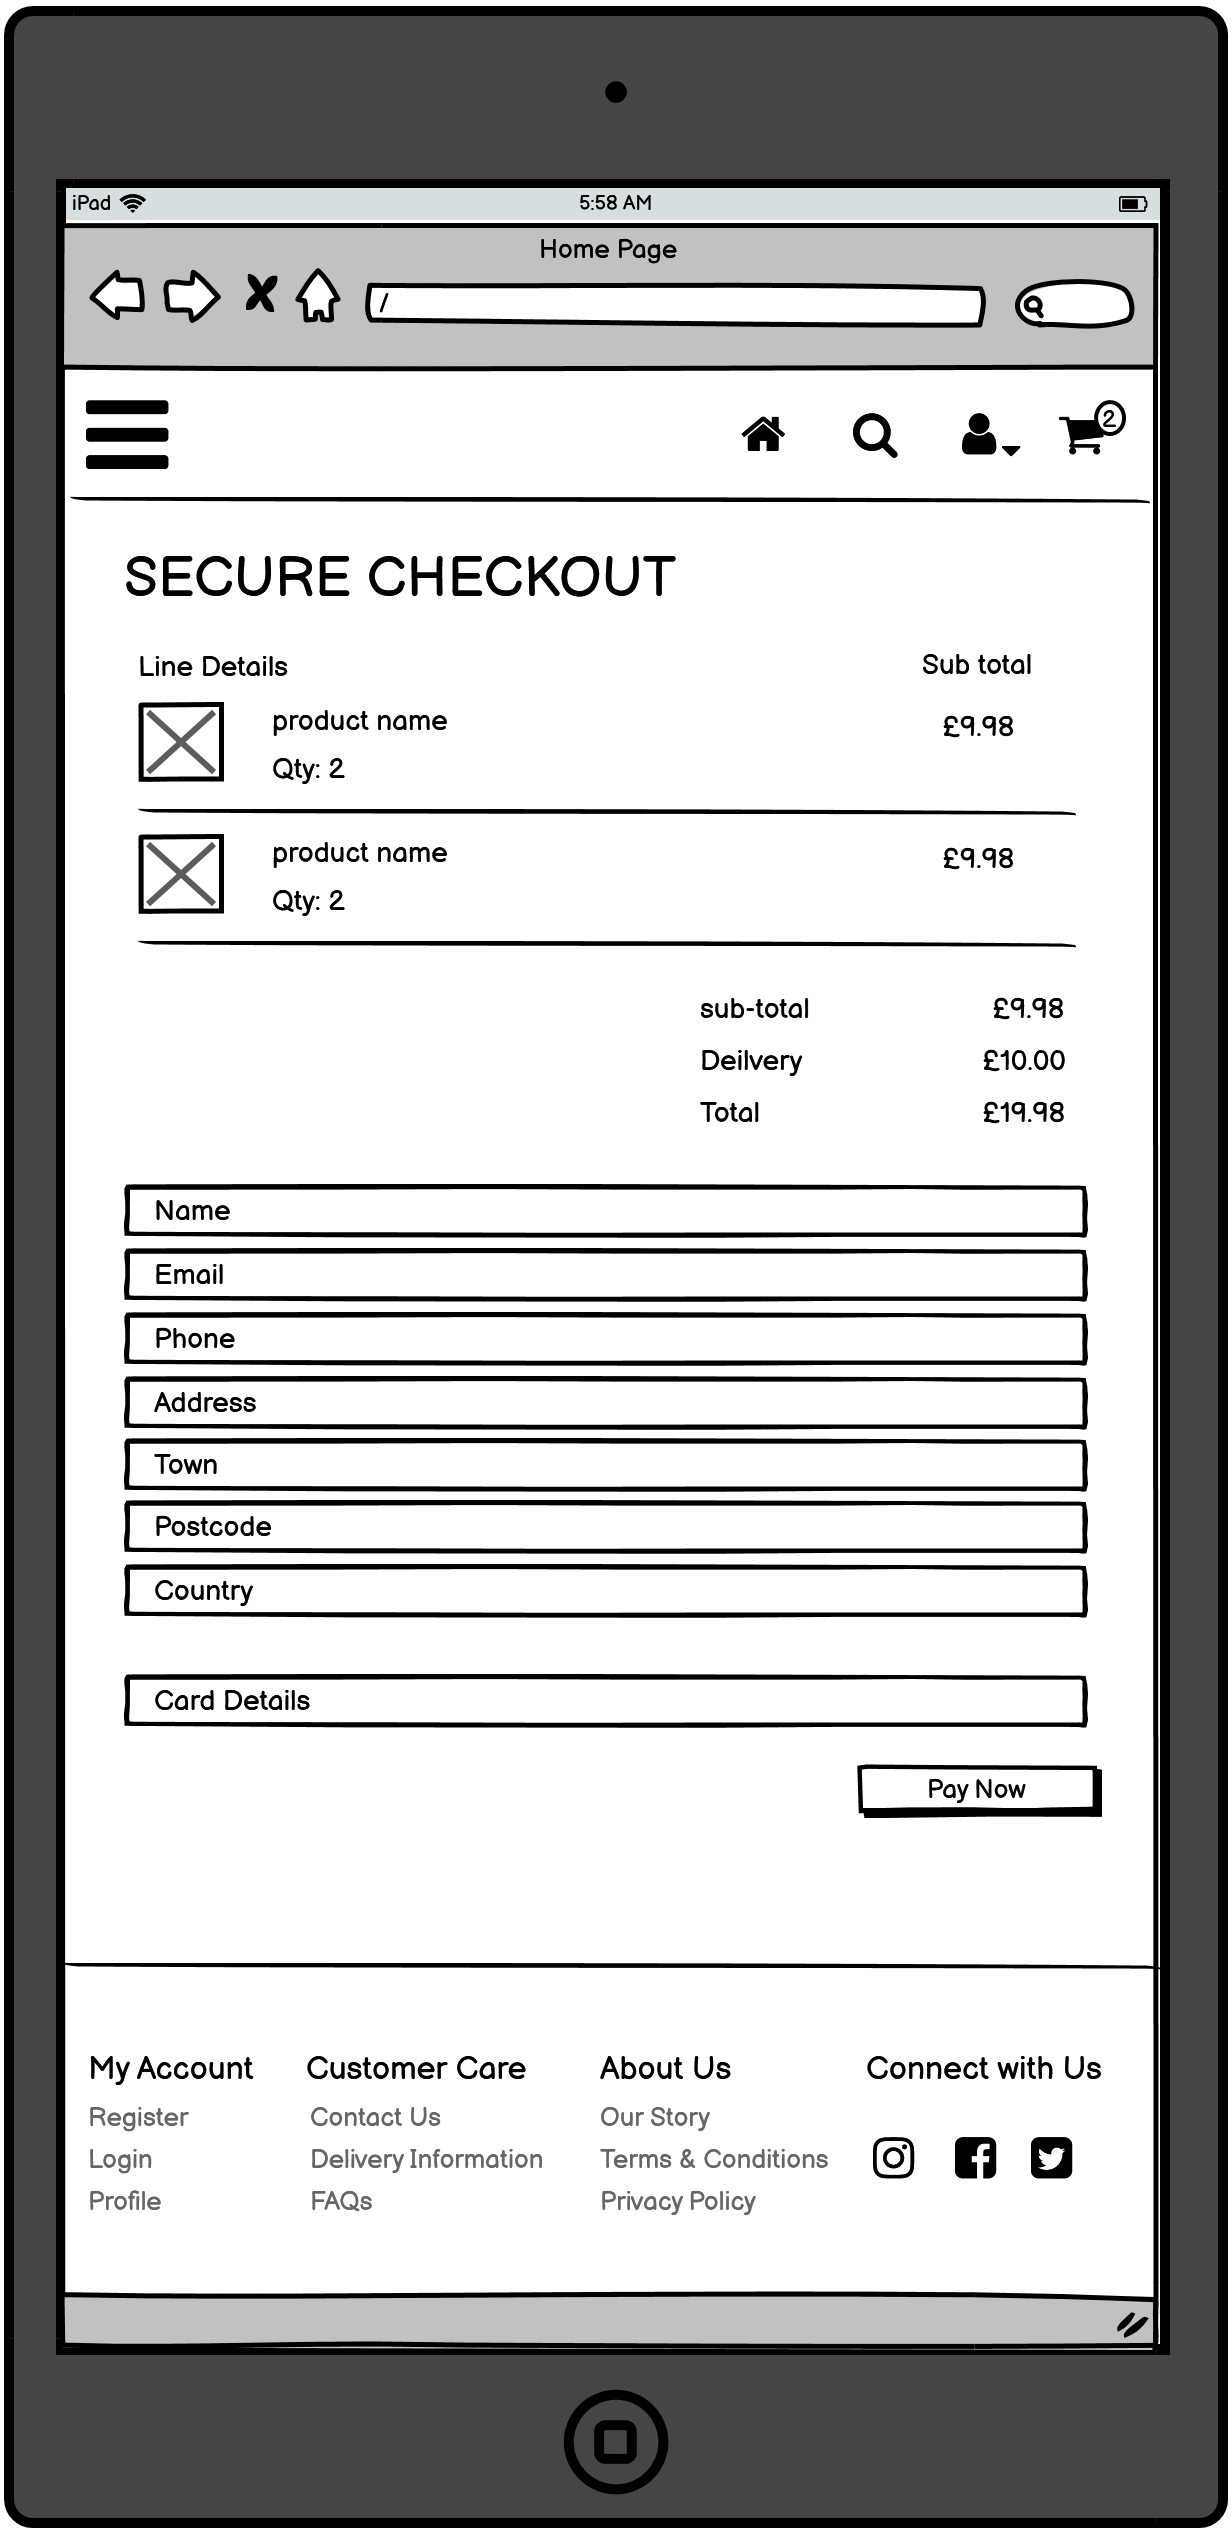 iPad 5:58 AM
Home Page
/
2
SECURE CHECKOUT
Line Details Sub total
product name £9.98
Qty: 2
product name £9.98
Qty: 2
sub-total £9.98
Deilvery £10.00
Total £19.98
Name
Email
Phone
Address
Town
Postcode
Country
Card Details
Pay Now
My Account Customer Care About Us Connect with Us
Register Contact Us Our Story
Login Delivery Information Terms & Conditions
Profile FAQs Privacy Policy